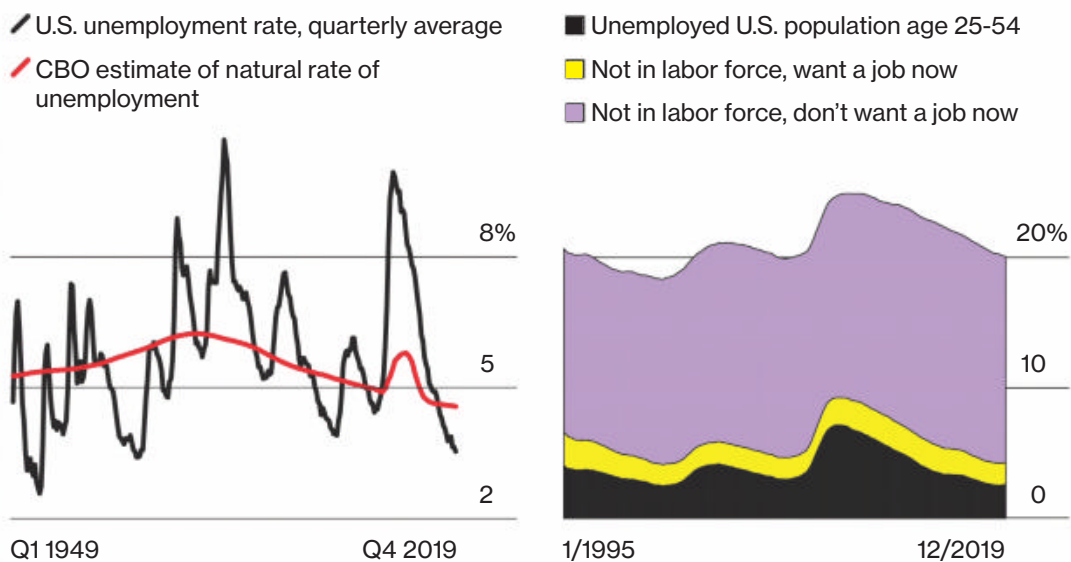 U.S. unemployment rate, quarterly average
CBO estimate of natural rate of
unemployment
8%
5
2
Q1 1949
Q4 2019
Unemployed U.S. population age 25-54
Not in labor force, want a job now
Not in labor force, don’t want a job now
20%
10
0
1/1995
12/2019